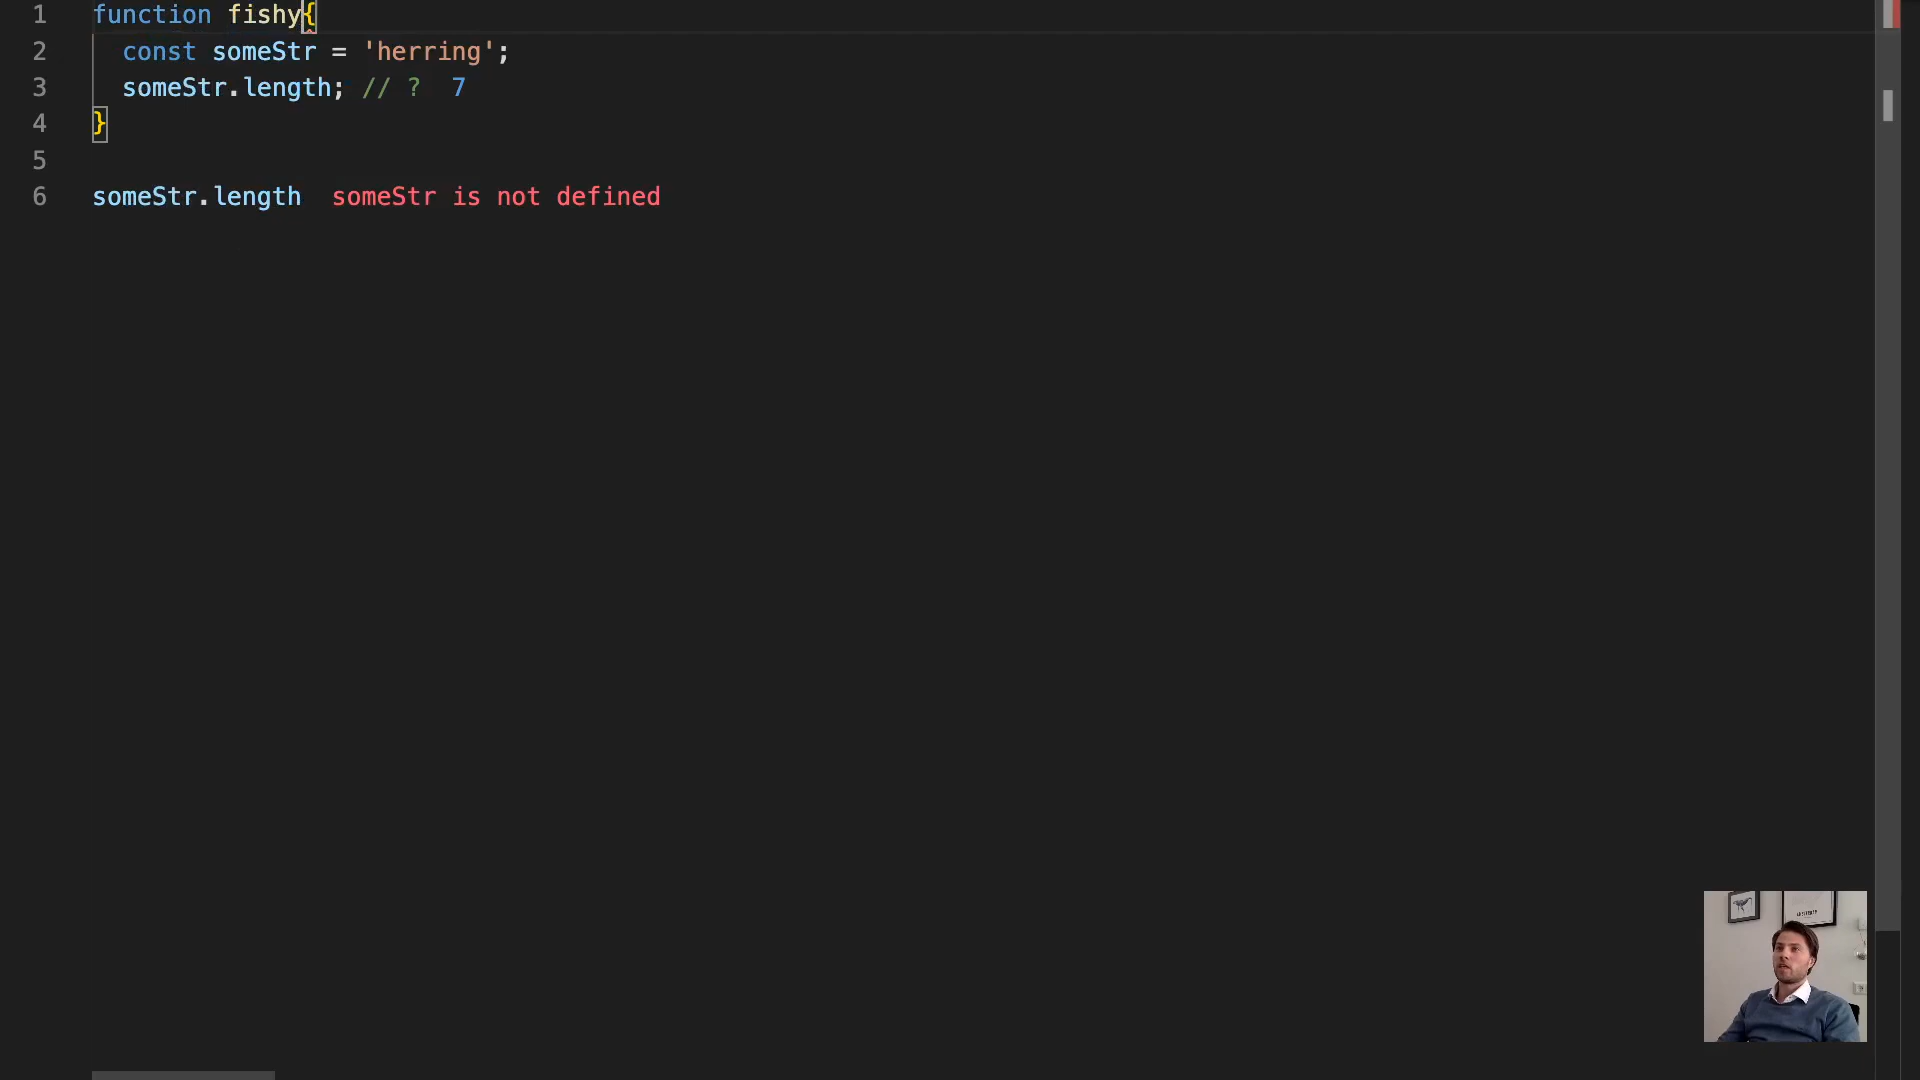 1 function fishy{
2 const someStr = 'herring';
3 someStr.length; // ? 7
4 }
5
6 someStr.length someStr is not defined